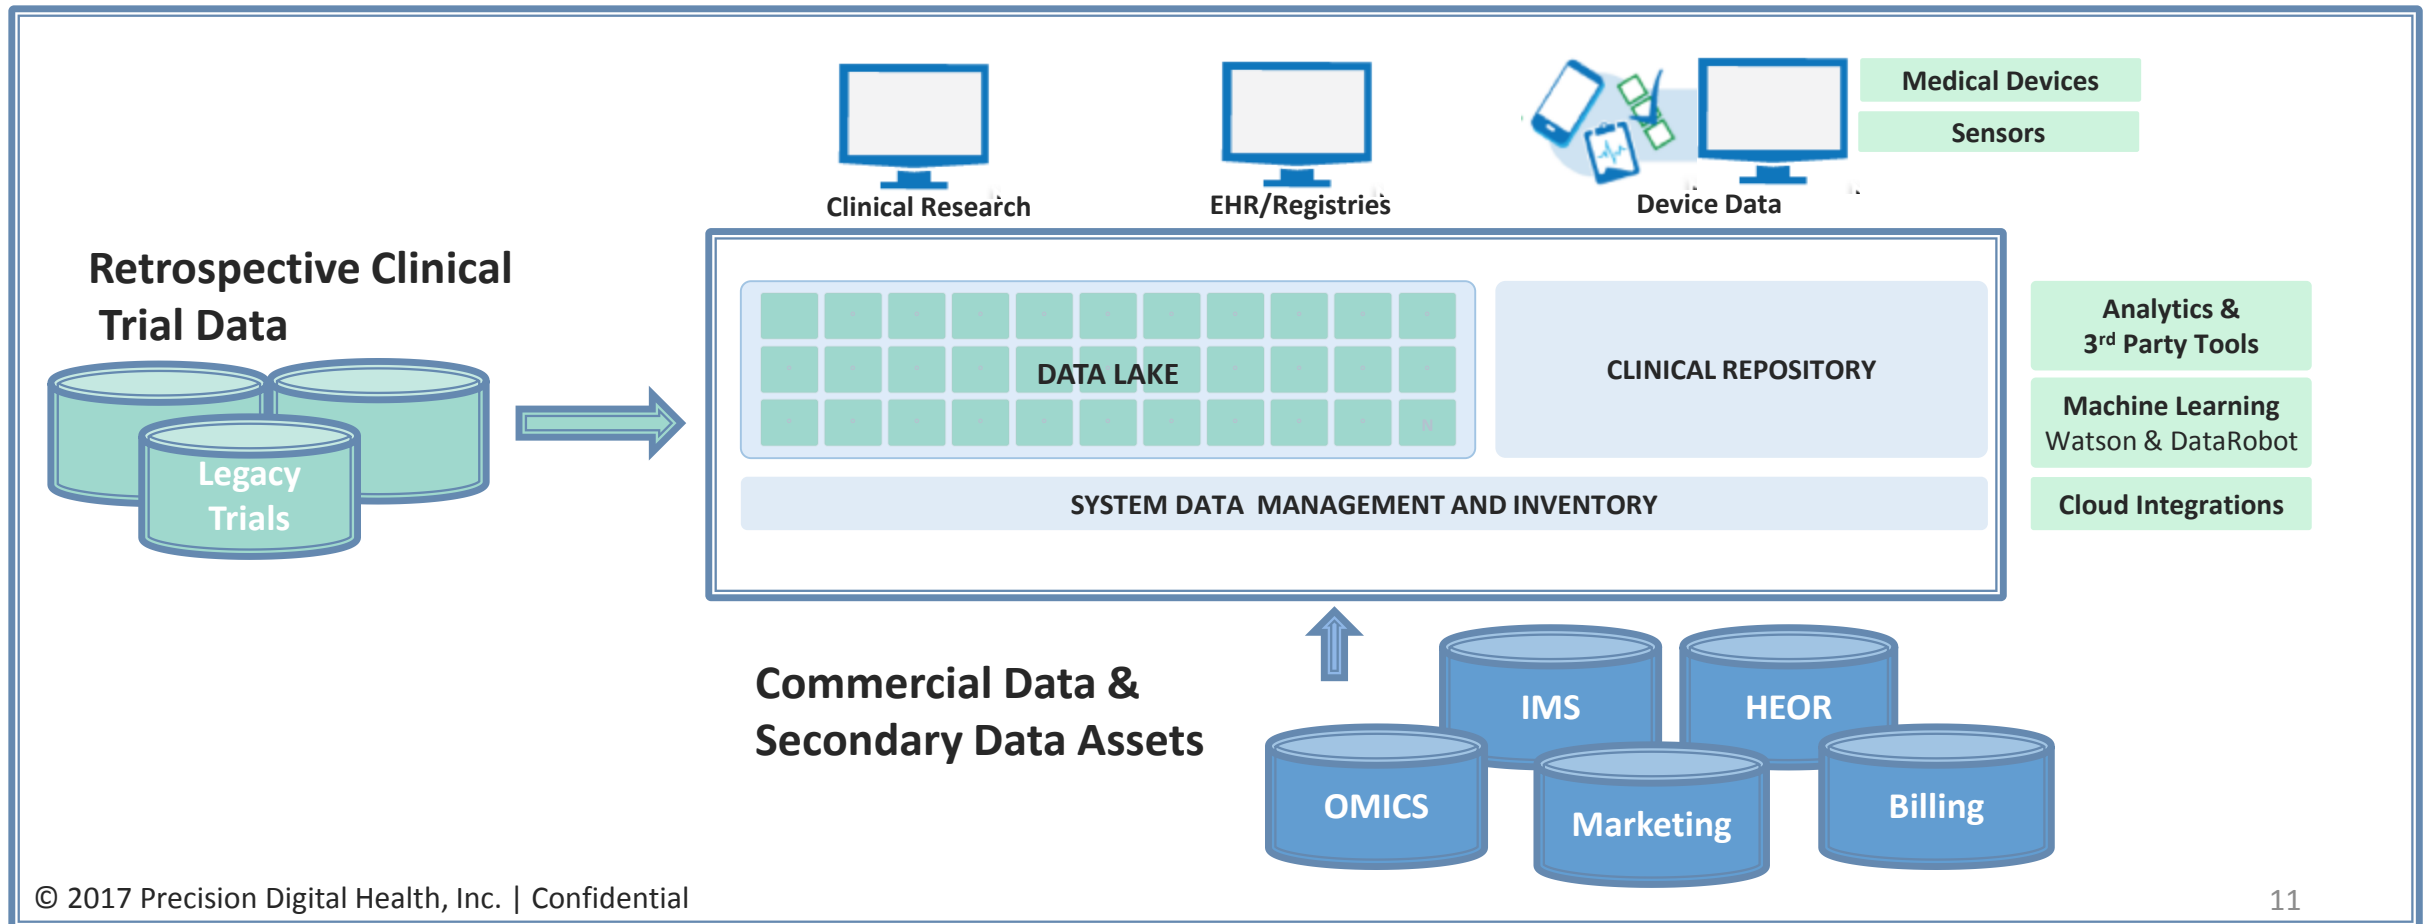 Medical Devices
Sensors
Clinical Research
EHR/Registries
Device Data
Retrospective Clinical
Trial Data
Legacy
Trials
DATA LAKE
N
CLINICAL REPOSITORY
SYSTEM DATA MANAGEMENT AND INVENTORY
Analytics &
3rd Party Tools
Machine Learning
Watson & DataRobot
Cloud Integrations
Commercial Data &
Secondary Data Assets
IMS
HEOR
OMICS
Marketing
Billing
© 2017 Precision Digital Health, Inc. | Confidential
11